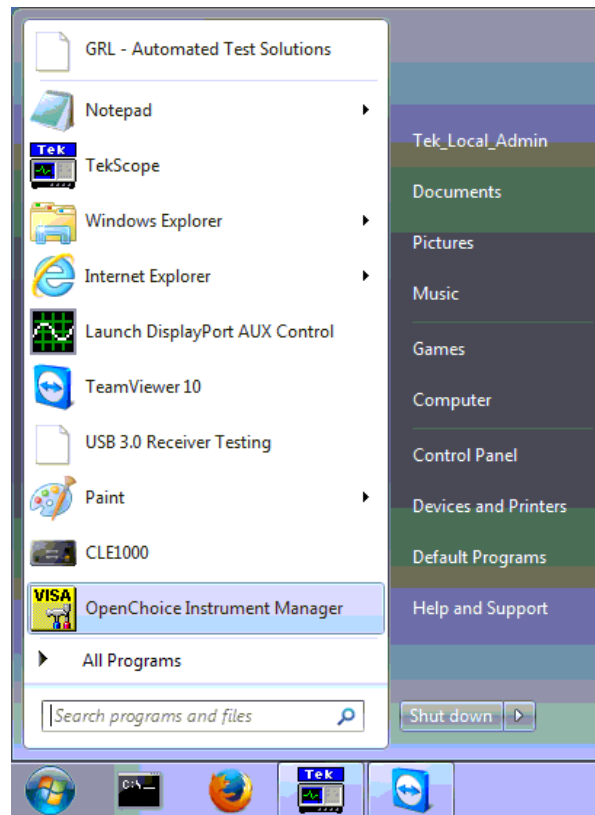 GRL - Automated Test Solutions
Notepad
Tek
TekScope
Windows Explorer
Internet Explorer
Launch DisplayPort AUX Control
TeamViewer 10
USB 3.0 Receiver Testing
Paint
CLE1000
VISA
OpenChoice Instrument Manager
All Programs
Search programs and files
Tek_Local_Admin
Documents
Pictures
Music
Games
Computer
Control Panel
Devices and Printers
Default Programs
Help and Support
Shut down
C:\_
Tek